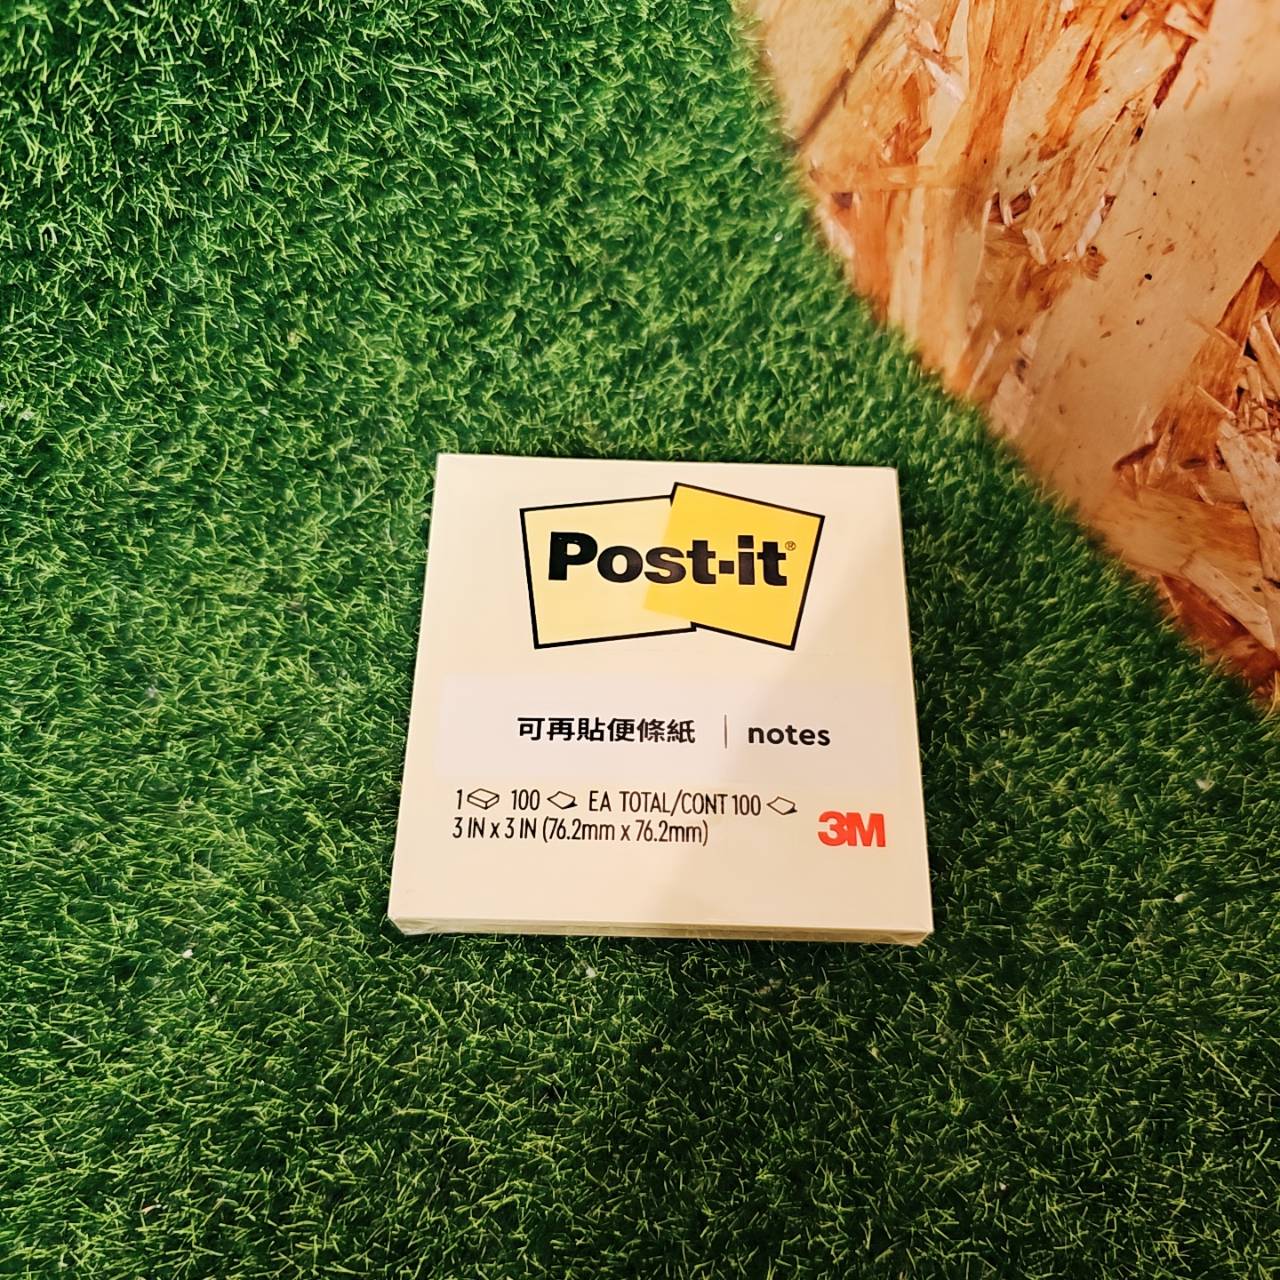 Post-it®
可再貼便條紙 | notes
1 100 EA TOTAL/CONT 100
3 IN x 3 IN (76.2mm x 76.2mm)
3M